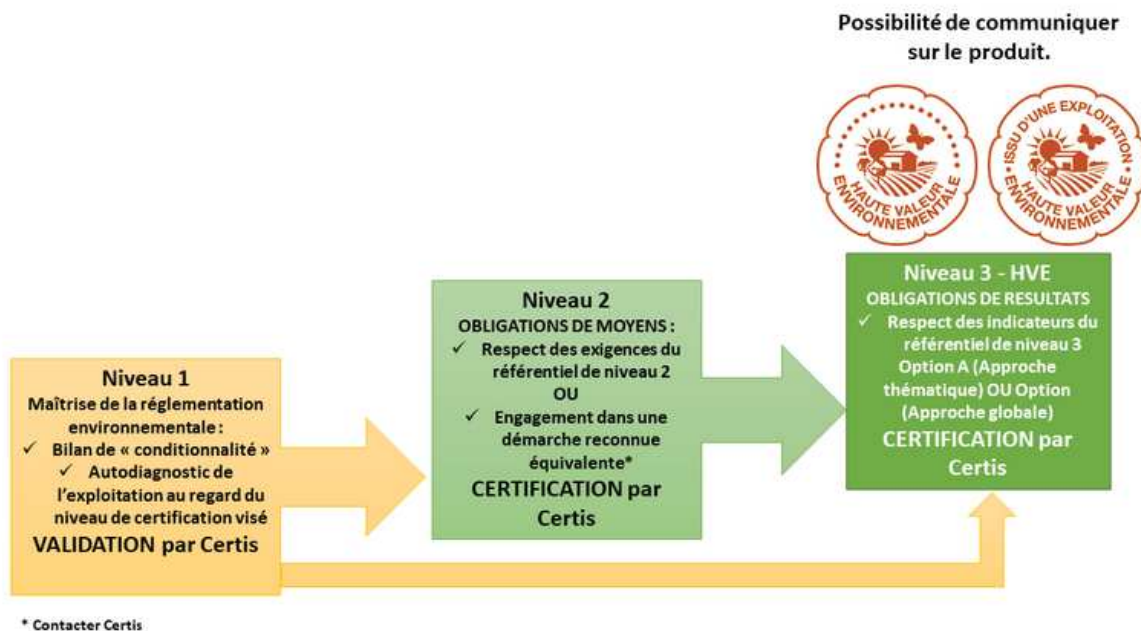 Possibilité de communiquer
sur le produit.
HAUTE VALEUR
ENVIRONNEMENTALE
• ISSU D'UNE EXPLOITATION •
HAUTE VALEUR
ENVIRONNEMENTALE
Niveau 1
Maîtrise de la réglementation
environnementale :
✓ Bilan de « conditionnalité »
✓ Autodiagnostic de
l'exploitation au regard du
niveau de certification visé
VALIDATION par Certis
Niveau 2
OBLIGATIONS DE MOYENS :
✓ Respect des exigences du
référentiel de niveau 2
OU
✓ Engagement dans une
démarche reconnue
équivalente*
CERTIFICATION par
Certis
Niveau 3 - HVE
OBLIGATIONS DE RESULTATS
✓ Respect des indicateurs du
référentiel de niveau 3
Option A (Approche
thématique) OU Option
(Approche globale)
CERTIFICATION par
Certis
* Contacter Certis